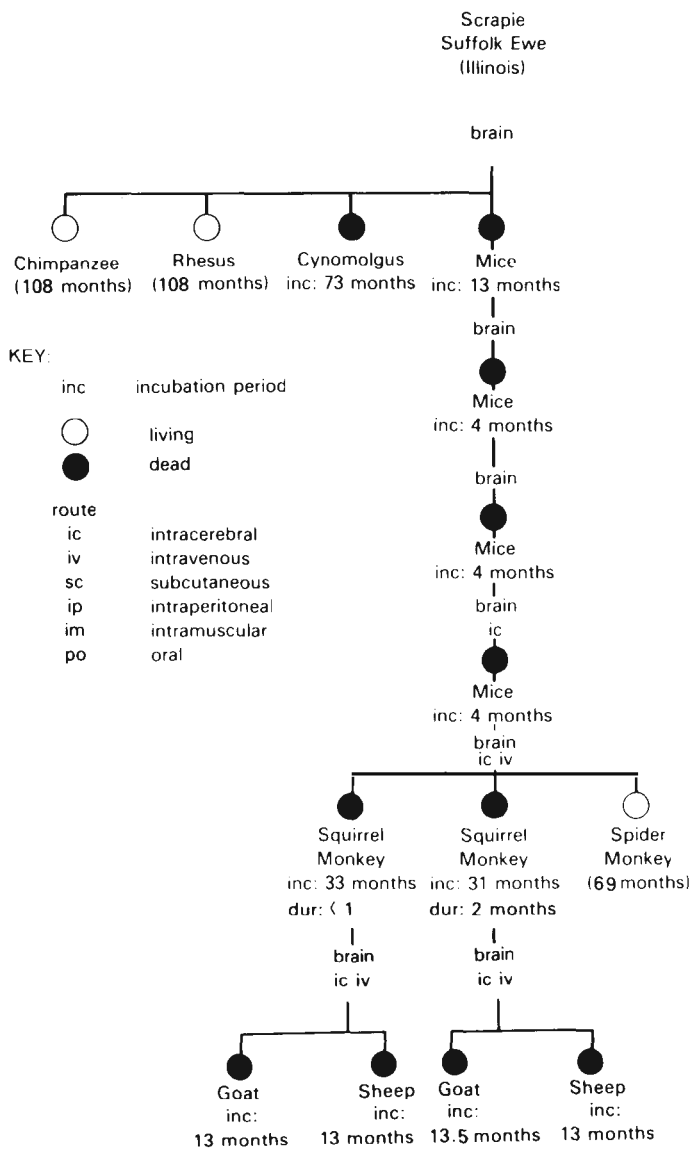 Scrapie
Suffolk Ewe
(Illinois)
brain
Chimpanzee
(108 months)
Rhesus
(108 months)
Cynomolgus
inc: 73 months
Mice
inc: 13 months
brain
Mice
inc: 4 months
brain
Mice
inc: 4 months
brain
ic
Mice
inc: 4 months
brain
ic iv
KEY:
inc incubation period
living
dead
route
ic intracerebral
iv intravenous
sc subcutaneous
ip intraperitoneal
im intramuscular
po oral
Squirrel
Monkey
inc: 33 months
dur: < 1
Squirrel
Monkey
inc: 31 months
dur: 2 months
Spider
Monkey
(69 months)
brain
ic iv
brain
ic iv
Goat
inc:
13 months
Sheep
inc:
13 months
Goat
inc:
13.5 months
Sheep
inc:
13 months